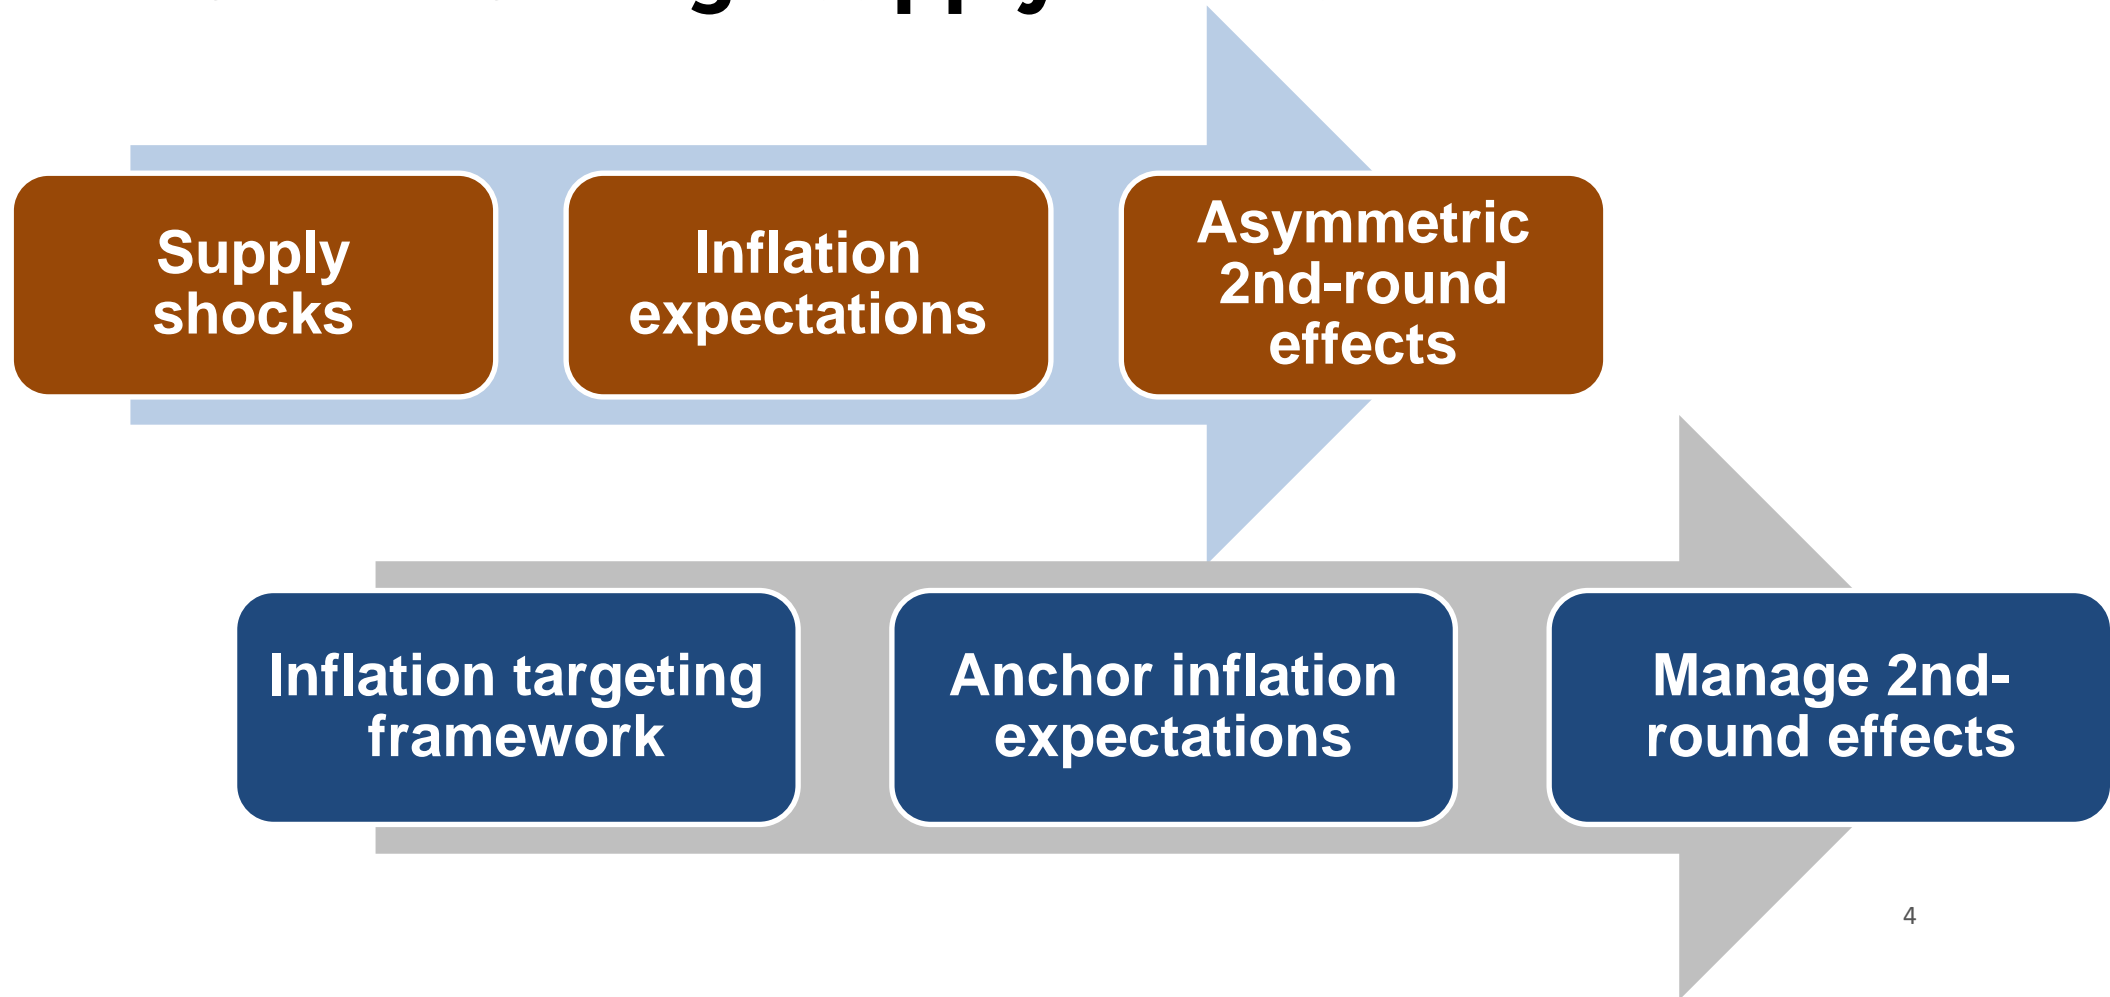 Supply
shocks
Inflation
expectations
Asymmetric
2nd-round
effects
Inflation targeting
framework
Anchor inflation
expectations
Manage 2nd-
round effects
4